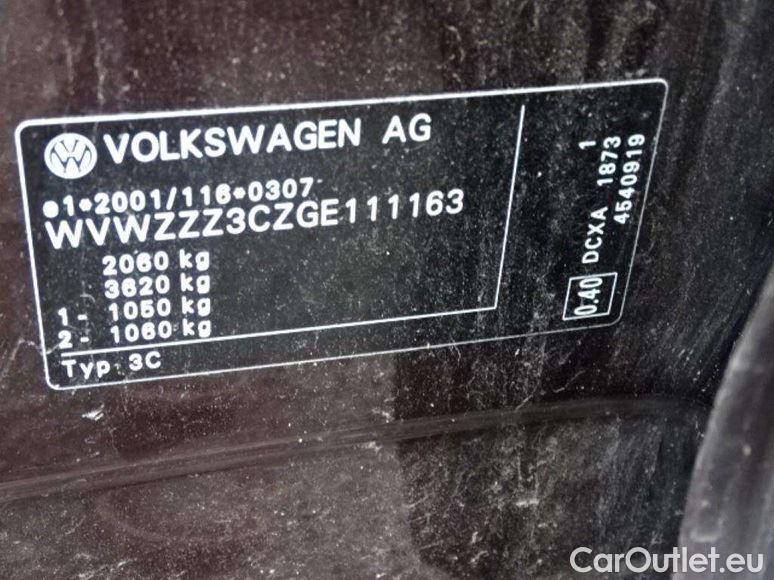 VOLKSWAGEN AG
●1*2001/116*0307
WVWZZZ3CZGE111163
2060 kg
3620 kg
1 - 1050 kg
2 - 1060 kg
Typ 3C
1
0.40 DCXA 1873
4540919
CarOutlet.eu